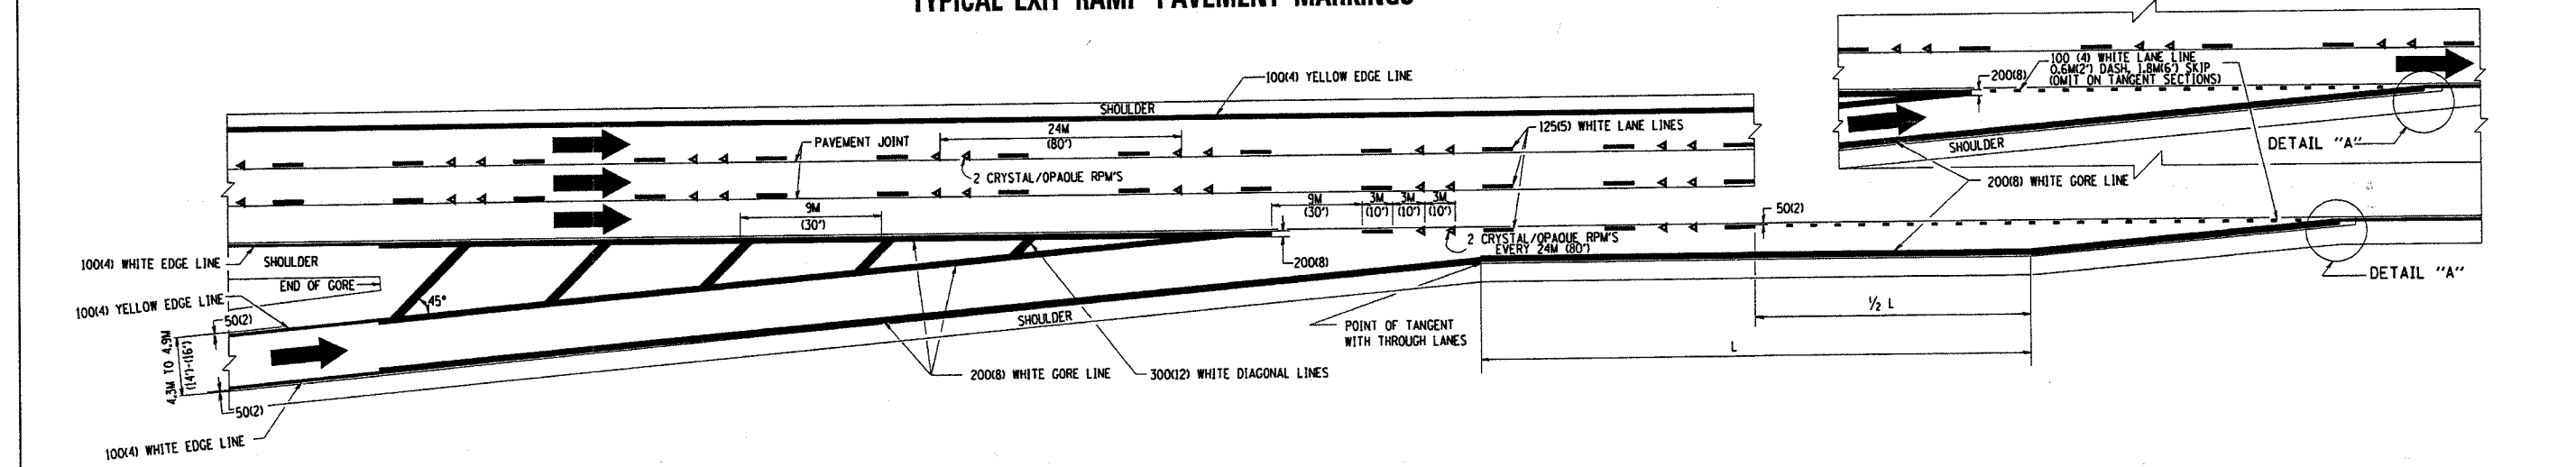 TYPICAL EXIT RAMP PAVEMENT MARKINGS
100(4) YELLOW EDGE LINE
SHOULDER
24M
(80')
PAVEMENT JOINT
125(5) WHITE LANE LINES
2 CRYSTAL/OPAQUE RPM'S
9M
(30')
9M
(30')
3M
(10')
3M
(10')
3M
(10')
2 CRYSTAL/OPAQUE RPM'S
EVERY 24M (80')
200(8)
100(4) WHITE EDGE LINE
SHOULDER
END OF GORE
100(4) YELLOW EDGE LINE
45°
50(2)
4.3M TO 4.9M
(14')-(16')
50(2)
100(4) WHITE EDGE LINE
SHOULDER
200(8) WHITE GORE LINE
300(12) WHITE DIAGONAL LINES
POINT OF TANGENT
WITH THROUGH LANES
50(2)
½ L
L
200(8)
100 (4) WHITE LANE LINE
0.6M(2') DASH, 1.8M(6') SKIP
(OMIT ON TANGENT SECTIONS)
SHOULDER
DETAIL "A"
200(8) WHITE GORE LINE
DETAIL "A"